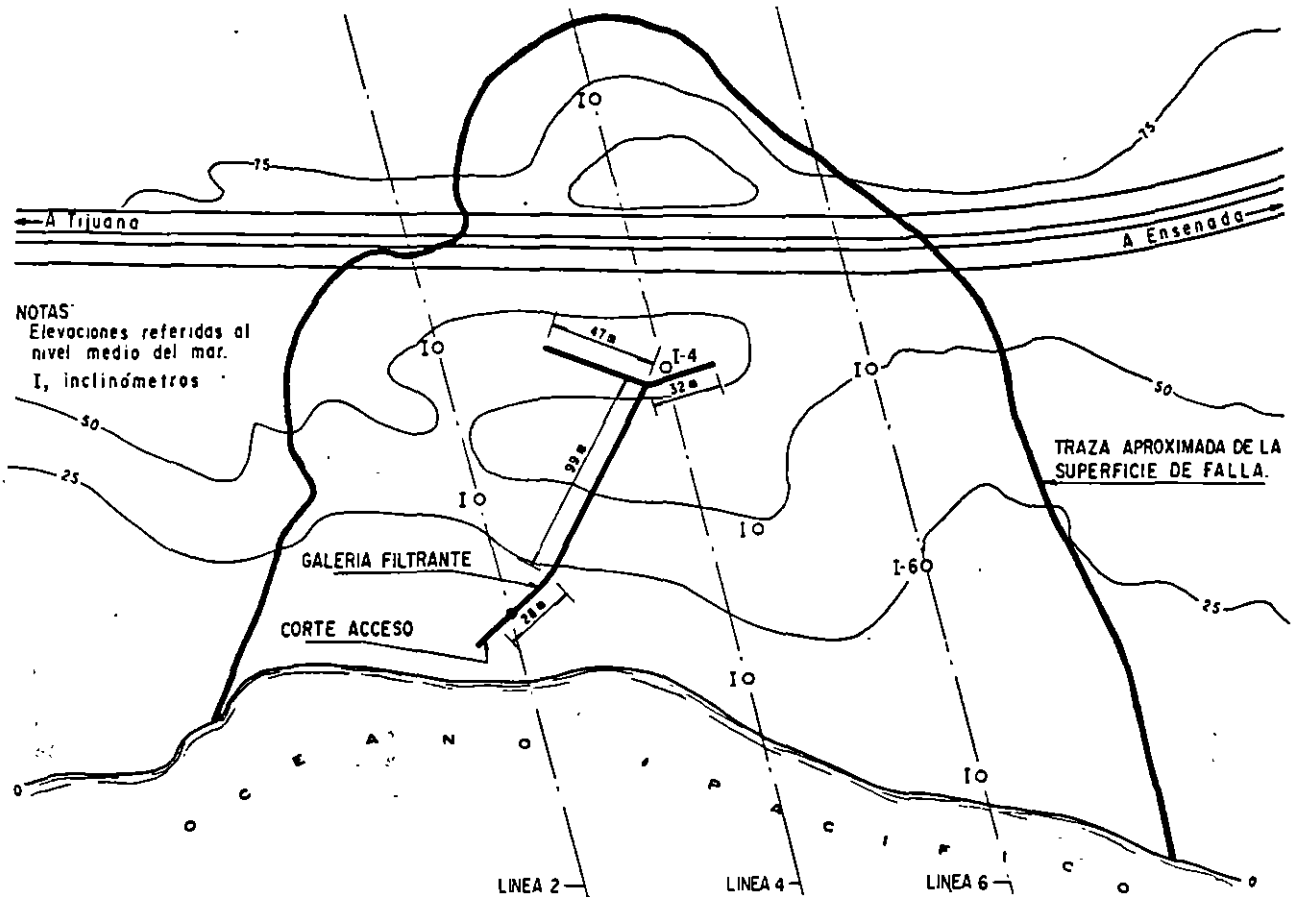 I
75
75
A Tijuana
A Ensenada
NOTAS
Elevaciones referidas al
nivel medio del mar.
I, inclinómetros
47 m
I
I-4
I
32 m
50
50
25
99 m
TRAZA APROXIMADA DE LA
SUPERFICIE DE FALLA.
I
I
GALERIA FILTRANTE
I-6
25
28 m
CORTE ACCESO
I
I
0
OCEANO PACIFICO
0
LINEA 2
LINEA 4
LINEA 6